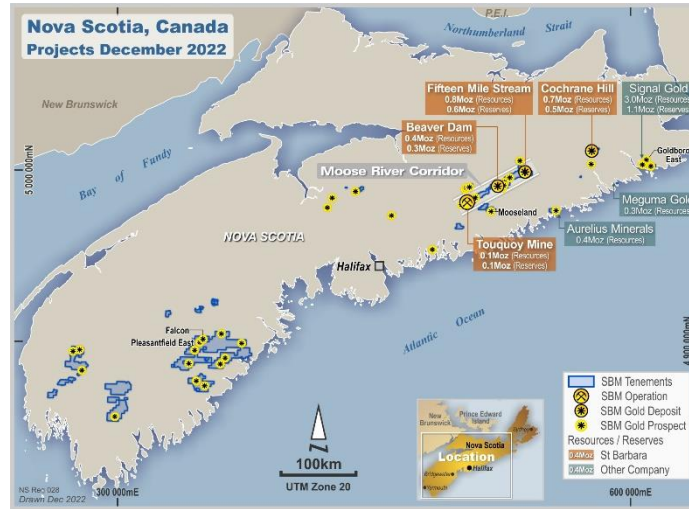 Nova Scotia, Canada
Projects December 2022
P.E.I.
Northumberland Strait
New Brunswick
Bay of Fundy
5 000 000mN
Fifteen Mile Stream
0.8Moz (Resources)
0.6Moz (Reserves)
Cochrane Hill
0.7Moz (Resources)
0.5Moz (Reserves)
Signal Gold
3.0Moz (Resources)
1.1Moz (Reserves)
Beaver Dam
0.4Moz (Resources)
0.3Moz (Reserves)
Goldboro
East
Moose River Corridor
Meguma Gold
0.3Moz (Resources)
Mooseland
Aurelius Minerals
0.4Moz (Resources)
NOVA SCOTIA
Touquoy Mine
0.1Moz (Resources)
0.1Moz (Reserves)
Halifax
Atlantic Ocean
4 900 000mN
Falcon
Pleasantfield East
SBM Tenements
SBM Operation
SBM Gold Deposit
SBM Gold Prospect
Resources / Reserves
0.4Moz St Barbara
0.4Moz Other Company
New
Brunswick
Prince Edward
Island
Nova Scotia
Location
Halifax
N
100km
UTM Zone 20
NS Reg 028
Drawn Dec 2022
300 000mE
600 000mE